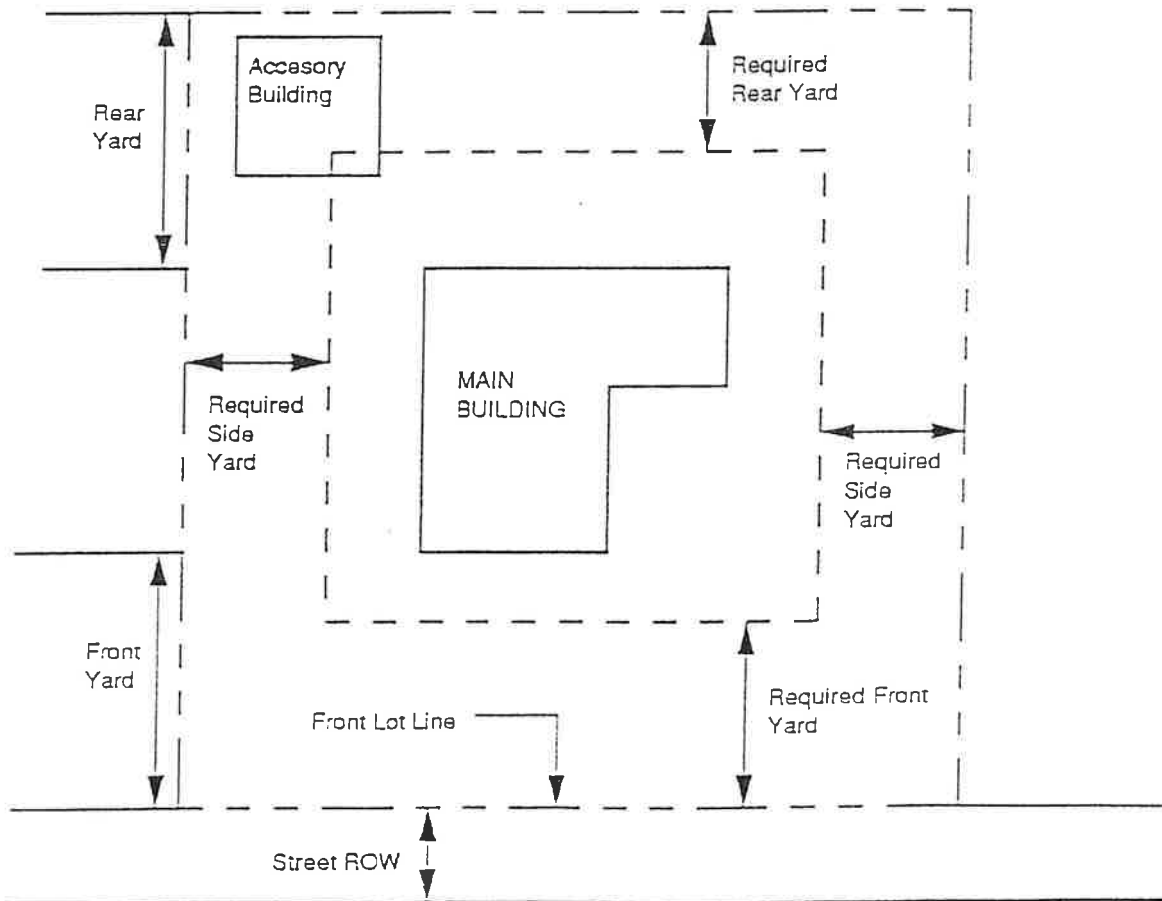 Accesory
Building
Required
Rear Yard
Rear
Yard
MAIN
BUILDING
Required
Side
Yard
Required
Side
Yard
Front
Yard
Required Front
Yard
Front Lot Line
Street ROW